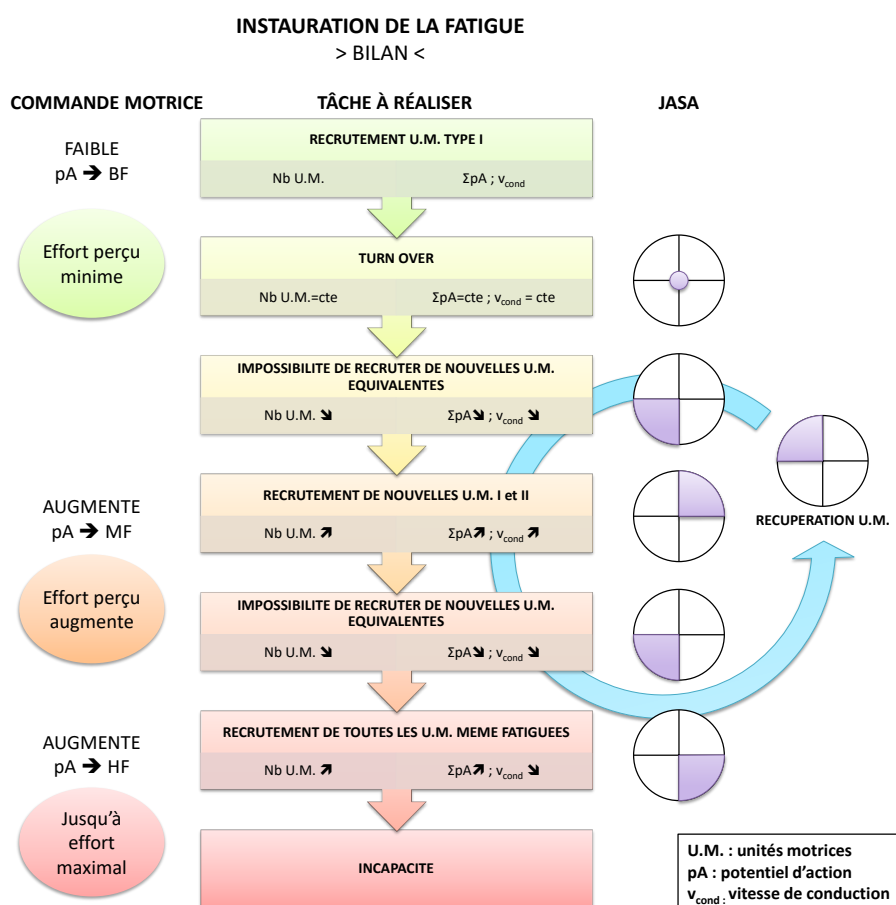 INSTAURATION DE LA FATIGUE
> BILAN <
COMMANDE MOTRICE
TÂCHE À RÉALISER
JASA
FAIBLE
pA ➔ BF
RECRUTEMENT U.M. TYPE I
Nb U.M.
ΣpA ; vcond
Effort perçu
minime
TURN OVER
Nb U.M.=cte
ΣpA=cte ; vcond = cte
IMPOSSIBILITE DE RECRUTER DE NOUVELLES U.M.
EQUIVALENTES
Nb U.M. ➘
ΣpA➘ ; vcond ➘
AUGMENTE
pA ➔ MF
RECRUTEMENT DE NOUVELLES U.M. I et II
Nb U.M. ➚
ΣpA➚ ; vcond ➚
RECUPERATION U.M.
Effort perçu
augmente
IMPOSSIBILITE DE RECRUTER DE NOUVELLES U.M.
EQUIVALENTES
Nb U.M. ➘
ΣpA➘ ; vcond ➘
AUGMENTE
pA ➔ HF
RECRUTEMENT DE TOUTES LES U.M. MEME FATIGUEES
Nb U.M. ➚
ΣpA➚ ; vcond ➘
Jusqu'à
effort
maximal
INCAPACITE
U.M. : unités motrices
pA : potentiel d'action
vcond : vitesse de conduction